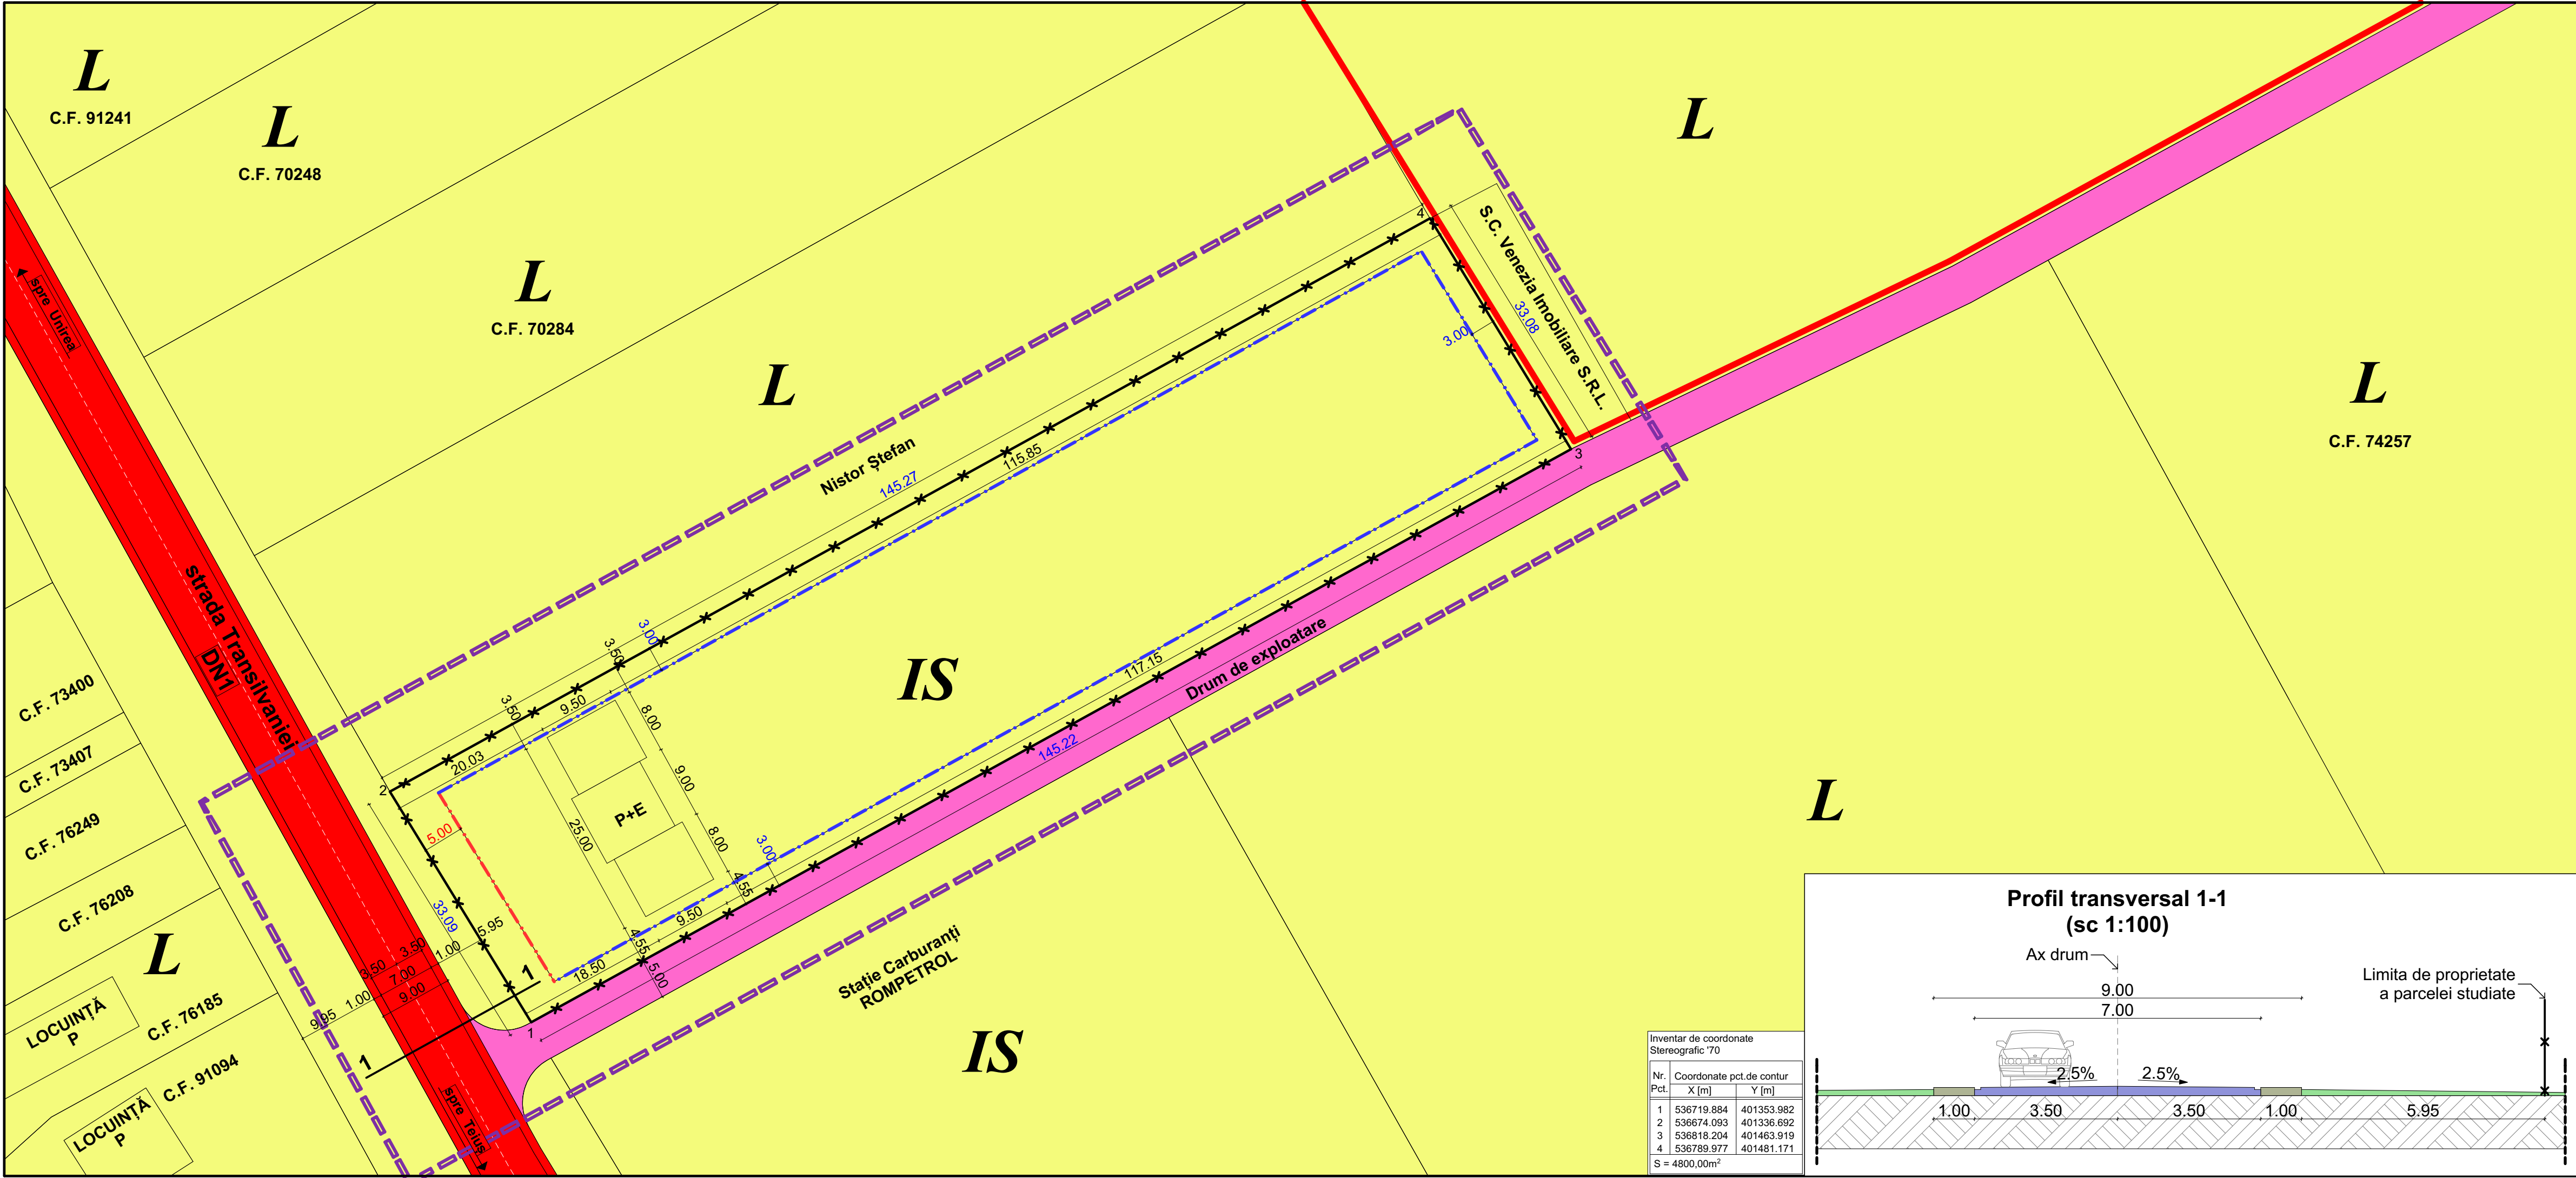 L
C.F. 91241
L
C.F. 70248
L
C.F. 70284
L
L
L
C.F. 74257
L
spre Unirea
strada Transilvaniei
DN1
Nistor Ștefan
145.27
115.85
4
S.C. Venezia Imobiliare S.R.L.
33.08
3.00
3
IS
117.15
Drum de exploatare
145.22
3.00
3.50
3.50
9.50
20.03
2
8.00
9.00
8.00
P+E
25.00
5.00
3.00
4.55
9.50
4.55
5.00
18.50
33.09
5.95
1.00
3.50
3.50
7.00
9.00
1.00
9.95
1
1
1
C.F. 73400
C.F. 73407
C.F. 76249
C.F. 76208
L
LOCUINȚĂ
P
C.F. 76185
C.F. 91094
LOCUINȚĂ
P
spre Teiuș
Stație Carburanți
ROMPETROL
IS
Inventar de coordonate
Stereografic '70
Nr. Pct. Coordonate pct.de contur
X [m] Y [m]
1 536719.884 401353.982
2 536674.093 401336.692
3 536818.204 401463.919
4 536789.977 401481.171
S = 4800,00m²
Profil transversal 1-1
(sc 1:100)
Ax drum
Limita de proprietate
a parcelei studiate
9.00
7.00
2.5% 2.5%
1.00 3.50 3.50 1.00 5.95